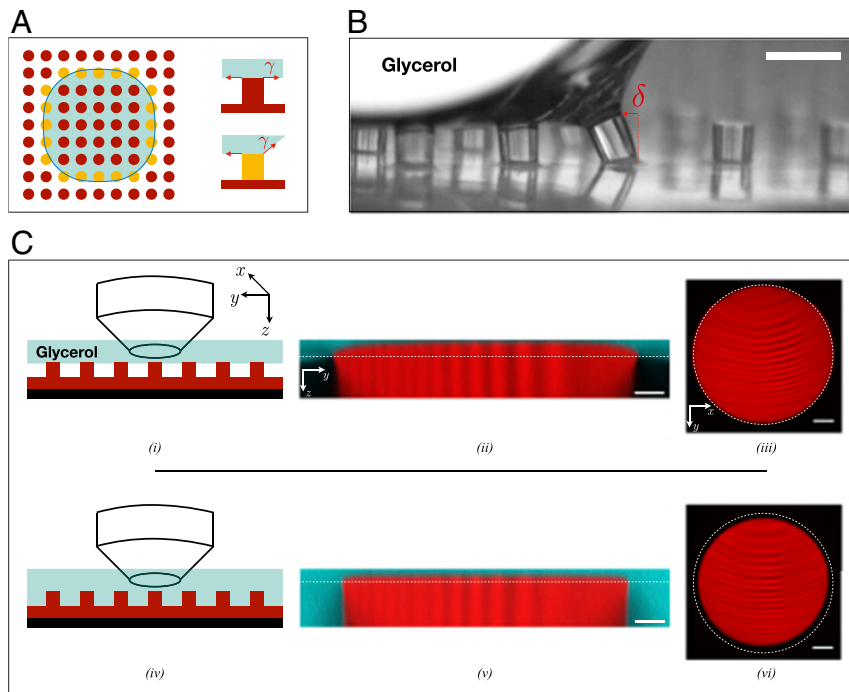 A
γ
γ
B
Glycerol
δ
C
x
y
z
Glycerol
(i)
y
z
(ii)
x
y
(iii)
(iv)
(v)
(vi)